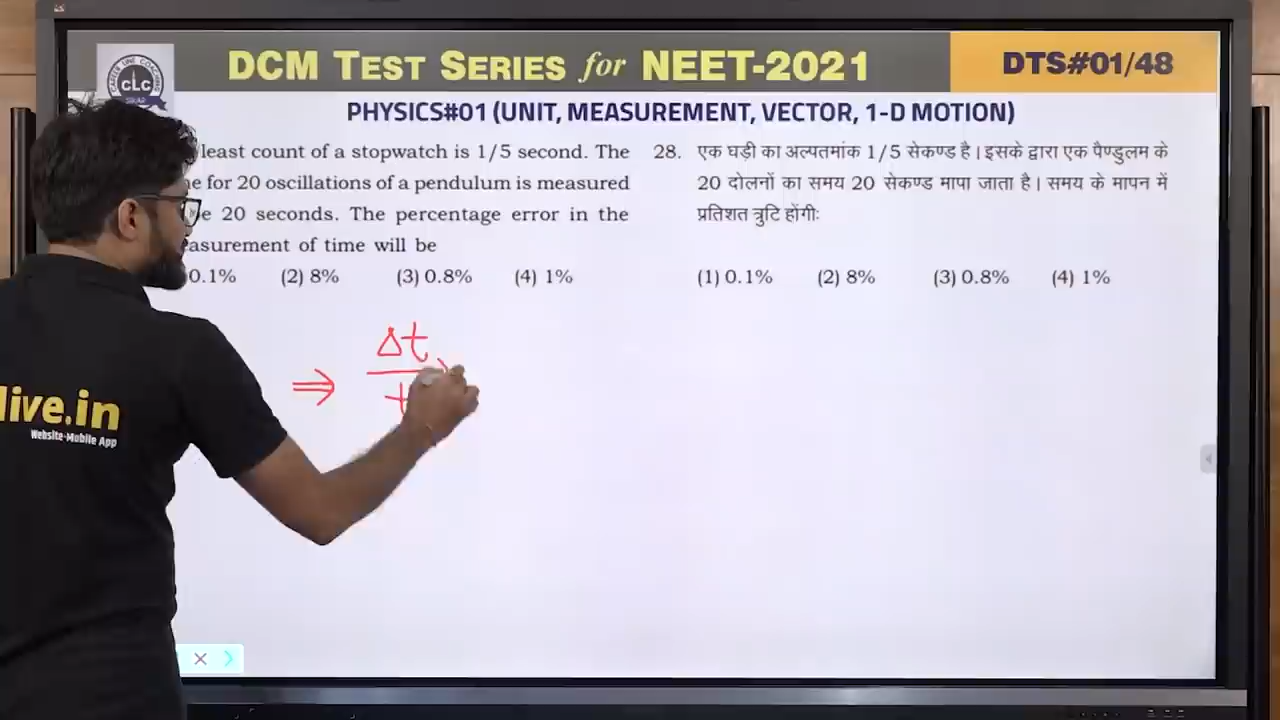 DCM TEST SERIES for NEET-2021
DTS#01/48
CLC
PHYSICS#01 (UNIT, MEASUREMENT, VECTOR, 1-D MOTION)
least count of a stopwatch is 1/5 second. The
for 20 oscillations of a pendulum is measured
20 seconds. The percentage error in the
of time will be
0.1% (2) 8% (3) 0.8% (4) 1%
28. एक घड़ी का अल्पतमांक 1/5 सेकण्ड है। इसके द्वारा एक पैण्डुलम के
20 दोलनों का समय 20 सेकण्ड मापा जाता है। समय के मापन में
प्रतिशत त्रुटि होंगीः
(1) 0.1% (2) 8% (3) 0.8% (4) 1%
⇒ Δt
t
live.in
Website-Mobile App